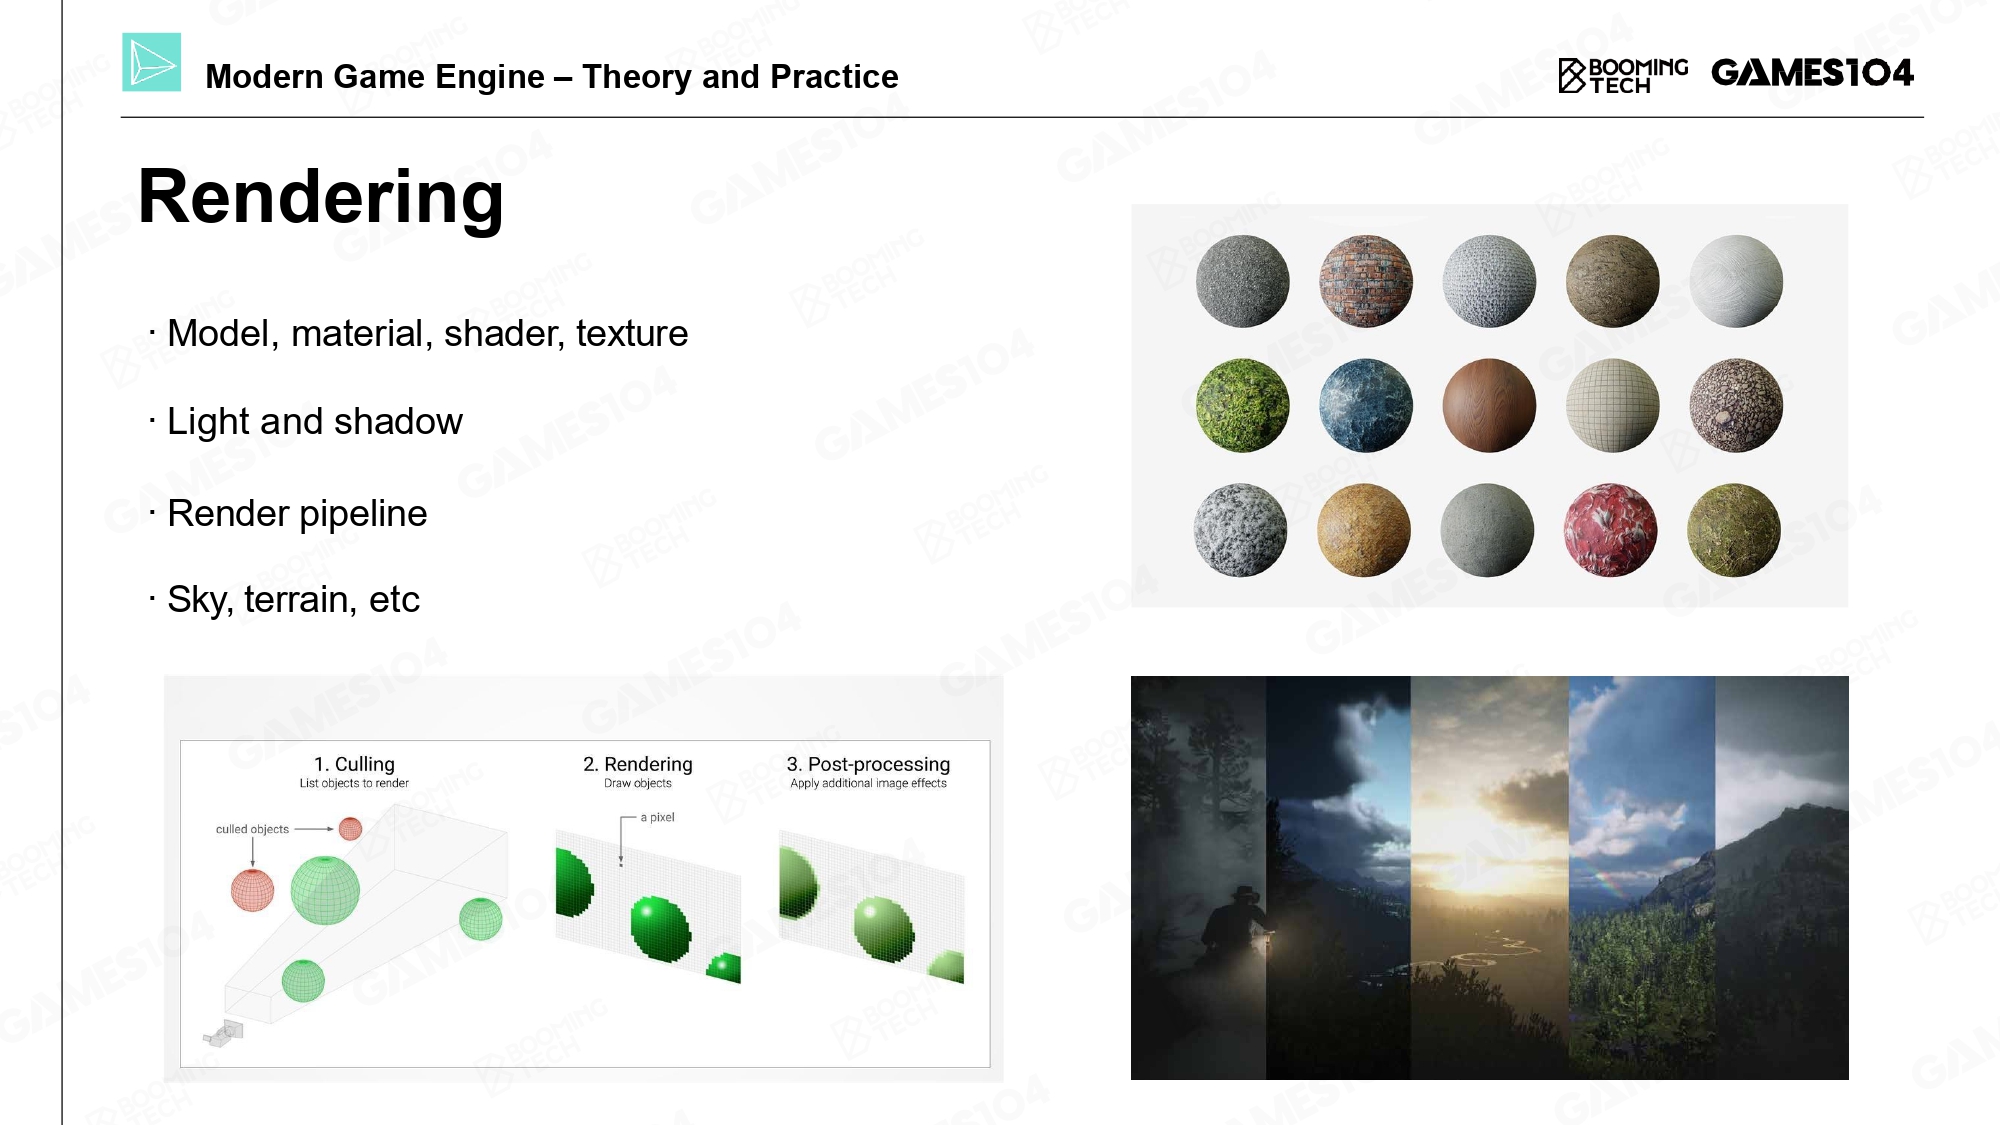 Modern Game Engine – Theory and Practice
BOOMING
TECH
GAMES104
Rendering
· Model, material, shader, texture
· Light and shadow
· Render pipeline
· Sky, terrain, etc
1. Culling
List objects to render
culled objects
2. Rendering
Draw objects
a pixel
3. Post-processing
Apply additional image effects